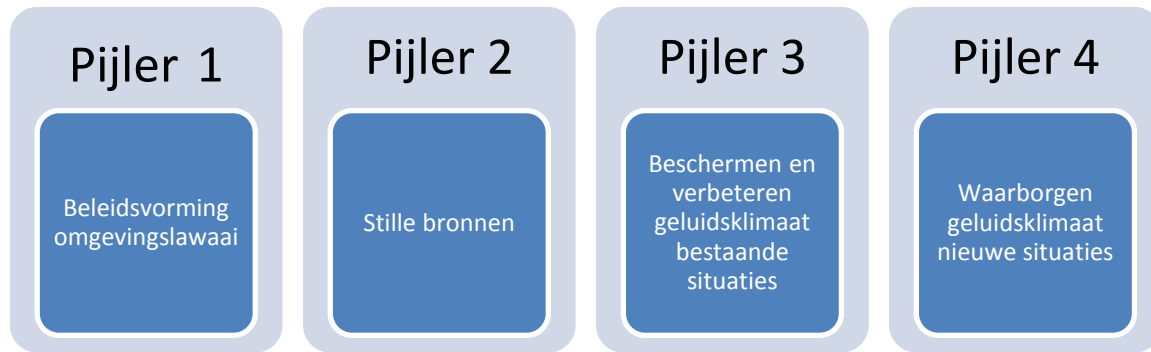 Pijler 1
Beleidsvorming
omgevingslawaai
Pijler 2
Stille bronnen
Pijler 3
Beschermen en
verbeteren
geluidsklimaat
bestaande
situaties
Pijler 4
Waarborgen
geluidsklimaat
nieuwe situaties